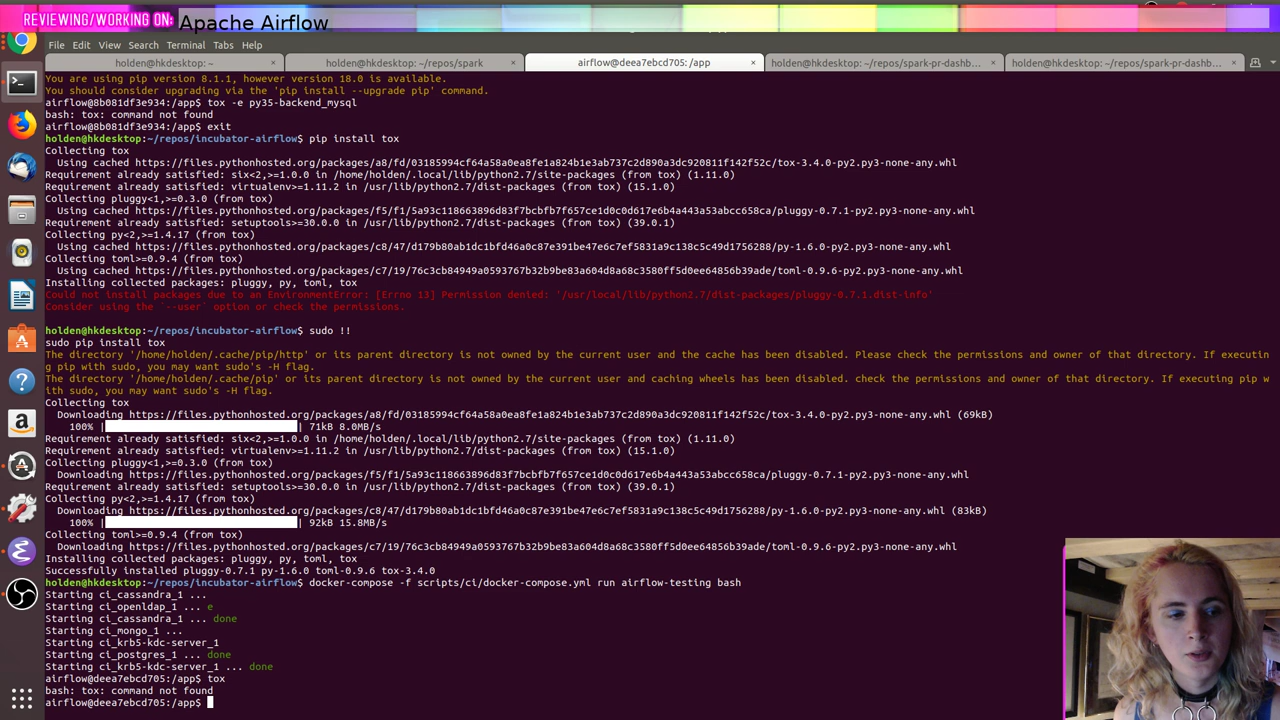 REVIEWING/WORKING ON: Apache Airflow
File Edit View Search Terminal Tabs Help
holden@hkdesktop: ~ × holden@hkdesktop: ~/repos/spark × airflow@deea7ebcd705: /app × holden@hkdesktop: ~/repos/spark-pr-dashb... × holden@hkdesktop: ~/repos/spark-pr-dashb... ×
You are using pip version 8.1.1, however version 18.0 is available.
You should consider upgrading via the 'pip install --upgrade pip' command.
airflow@8b081df3e934:/app$ tox -e py35-backend_mysql
bash: tox: command not found
airflow@8b081df3e934:/app$ exit
holden@hkdesktop:~/repos/incubator-airflow$ pip install tox
Collecting tox
Using cached https://files.pythonhosted.org/packages/a8/fd/03185994cf64a58a0ea8fe1a824b1e3ab737c2d890a3dc920811f142f52c/tox-3.4.0-py2.py3-none-any.whl
Requirement already satisfied: six<2,>=1.0.0 in /home/holden/.local/lib/python2.7/site-packages (from tox) (1.11.0)
Requirement already satisfied: virtualenv>=1.11.2 in /usr/lib/python2.7/dist-packages (from tox) (15.1.0)
Collecting pluggy<1,>=0.3.0 (from tox)
Using cached https://files.pythonhosted.org/packages/f5/f1/5a93c118663896d83f7bcbfb7f657ce1d0c0d617e6b4a443a53abcc658ca/pluggy-0.7.1-py2.py3-none-any.whl
Requirement already satisfied: setuptools>=30.0.0 in /usr/lib/python2.7/dist-packages (from tox) (39.0.1)
Collecting py<2,>=1.4.17 (from tox)
Using cached https://files.pythonhosted.org/packages/c8/47/d179b80ab1dc1bfd46a0c87e391be47e6c7ef5831a9c138c5c49d1756288/py-1.6.0-py2.py3-none-any.whl
Collecting toml>=0.9.4 (from tox)
Using cached https://files.pythonhosted.org/packages/c7/19/76c3cb84949a0593767b32b9be83a604d8a68c3580ff5d0ee64856b39ade/toml-0.9.6-py2.py3-none-any.whl
Installing collected packages: pluggy, py, toml, tox
Could not install packages due to an EnvironmentError: [Errno 13] Permission denied: '/usr/local/lib/python2.7/dist-packages/pluggy-0.7.1.dist-info'
Consider using the `--user` option or check the permissions.
holden@hkdesktop:~/repos/incubator-airflow$ sudo !!
sudo pip install tox
The directory '/home/holden/.cache/pip/http' or its parent directory is not owned by the current user and the cache has been disabled. Please check the permissions and owner of that directory. If executin
g pip with sudo, you may want sudo's -H flag.
The directory '/home/holden/.cache/pip' or its parent directory is not owned by the current user and caching wheels has been disabled. check the permissions and owner of that directory. If executing pip w
ith sudo, you may want sudo's -H flag.
Collecting tox
Downloading https://files.pythonhosted.org/packages/a8/fd/03185994cf64a58a0ea8fe1a824b1e3ab737c2d890a3dc920811f142f52c/tox-3.4.0-py2.py3-none-any.whl (69kB)
100% |                                | 71kB 8.0MB/s
Requirement already satisfied: six<2,>=1.0.0 in /home/holden/.local/lib/python2.7/site-packages (from tox) (1.11.0)
Requirement already satisfied: virtualenv>=1.11.2 in /usr/lib/python2.7/dist-packages (from tox) (15.1.0)
Collecting pluggy<1,>=0.3.0 (from tox)
Downloading https://files.pythonhosted.org/packages/f5/f1/5a93c118663896d83f7bcbfb7f657ce1d0c0d617e6b4a443a53abcc658ca/pluggy-0.7.1-py2.py3-none-any.whl
Requirement already satisfied: setuptools>=30.0.0 in /usr/lib/python2.7/dist-packages (from tox) (39.0.1)
Collecting py<2,>=1.4.17 (from tox)
Downloading https://files.pythonhosted.org/packages/c8/47/d179b80ab1dc1bfd46a0c87e391be47e6c7ef5831a9c138c5c49d1756288/py-1.6.0-py2.py3-none-any.whl (83kB)
100% |                                | 92kB 15.8MB/s
Collecting toml>=0.9.4 (from tox)
Downloading https://files.pythonhosted.org/packages/c7/19/76c3cb84949a0593767b32b9be83a604d8a68c3580ff5d0ee64856b39ade/toml-0.9.6-py2.py3-none-any.whl
Installing collected packages: pluggy, py, toml, tox
Successfully installed pluggy-0.7.1 py-1.6.0 toml-0.9.6 tox-3.4.0
holden@hkdesktop:~/repos/incubator-airflow$ docker-compose -f scripts/ci/docker-compose.yml run airflow-testing bash
Starting ci_cassandra_1 ...
Starting ci_openldap_1 ... e
Starting ci_cassandra_1 ... done
Starting ci_mongo_1 ...
Starting ci_krb5-kdc-server_1
Starting ci_postgres_1 ... done
Starting ci_krb5-kdc-server_1 ... done
airflow@deea7ebcd705:/app$ tox
bash: tox: command not found
airflow@deea7ebcd705:/app$